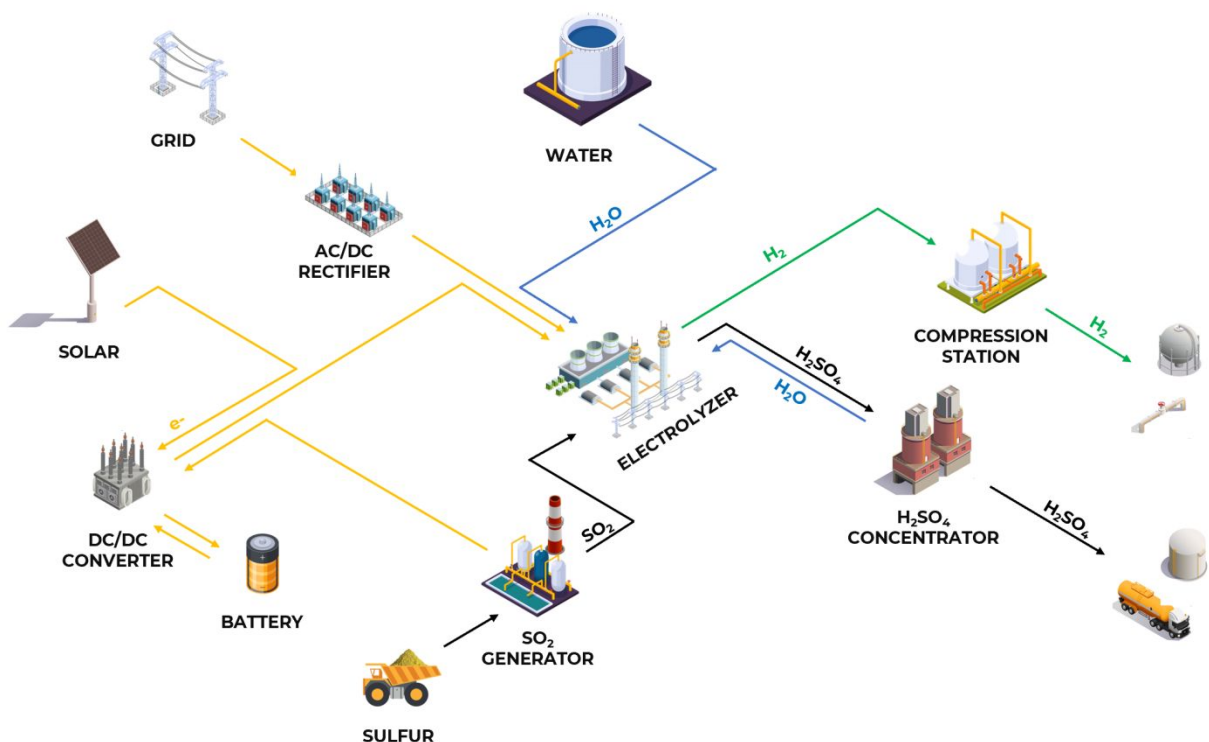 GRID
WATER
H₂O
AC/DC
RECTIFIER
H₂
SOLAR
COMPRESSION
STATION
H₂
H₂SO₄
H₂O
ELECTROLYZER
e-
DC/DC
CONVERTER
BATTERY
SO₂
H₂SO₄
CONCENTRATOR
H₂SO₄
SO₂
GENERATOR
SULFUR